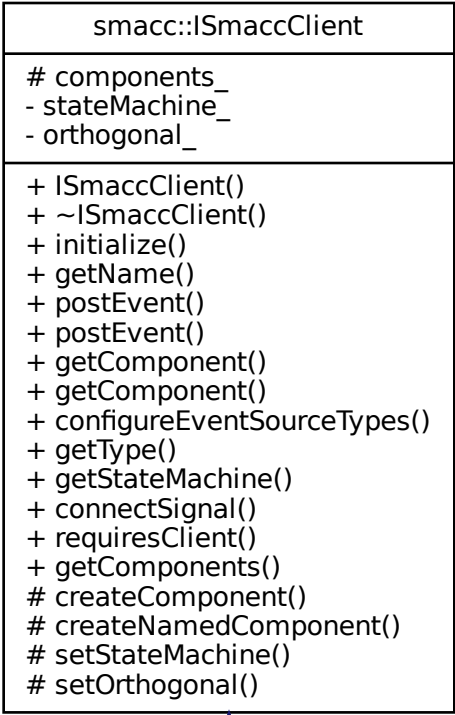 smacc::ISmaccClient
# components_
- stateMachine_
- orthogonal_
+ ISmaccClient()
+ ~ISmaccClient()
+ initialize()
+ getName()
+ postEvent()
+ postEvent()
+ getComponent()
+ getComponent()
+ configureEventSourceTypes()
+ getType()
+ getStateMachine()
+ connectSignal()
+ requiresClient()
+ getComponents()
# createComponent()
# createNamedComponent()
# setStateMachine()
# setOrthogonal()